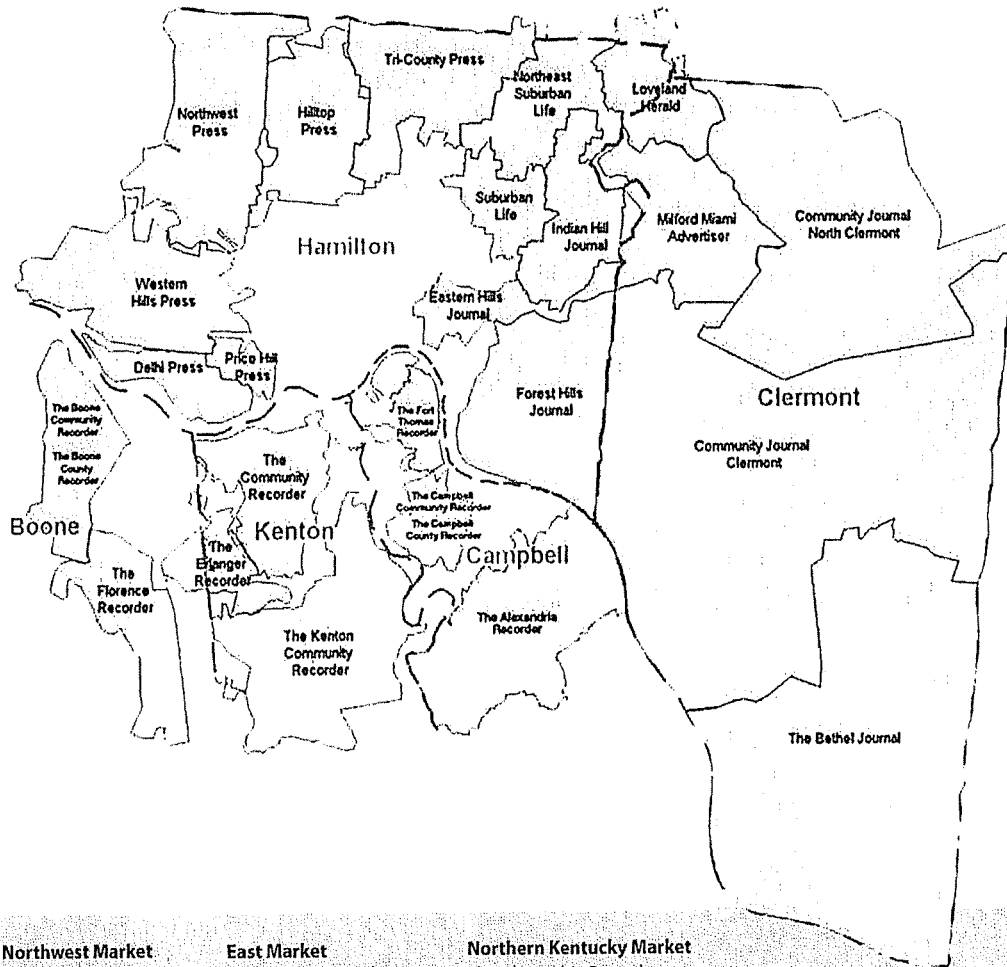 Tri-County Press
Northeast
Suburban
Life
Loveland
Herald
Northwest
Press
Hilltop
Press
Suburban
Life
Indian Hill
Journal
Milford Miami
Advertiser
Community Journal
North Clermont
Hamilton
Western
Hills Press
Eastern Hills
Journal
Delhi Press
Price Hill
Press
Forest Hills
Journal
Clermont
The Boone
Community
Recorder
The Boone
County
Recorder
The Fort
Thomas
Recorder
Community Journal
Clermont
The
Community
Recorder
The Campbell
Community Recorder
The Campbell
County Recorder
Boone
Kenton
Campbell
The
Erlanger
Recorder
The
Florence
Recorder
The Alexandria
Recorder
The Kenton
Community
Recorder
The Bethel Journal
Northwest Market
East Market
Northern Kentucky Market